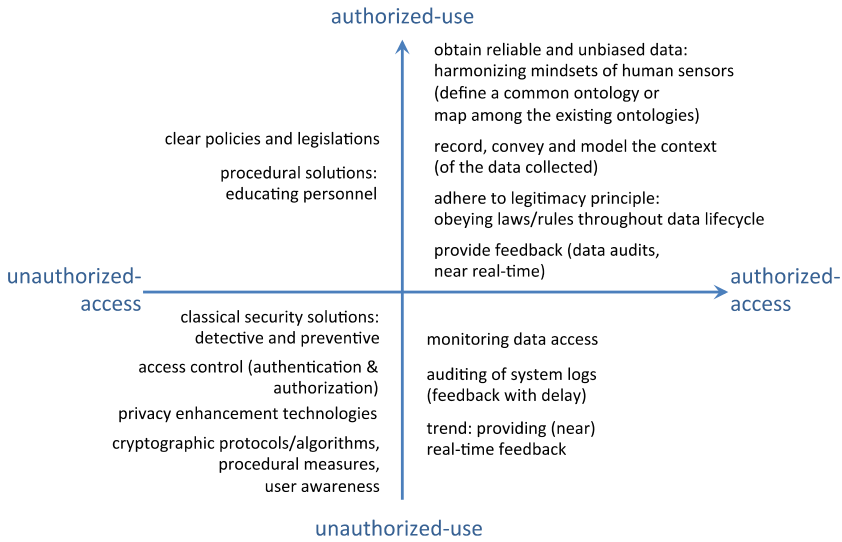 authorized-use
obtain reliable and unbiased data:
harmonizing mindsets of human sensors
(define a common ontology or
map among the existing ontologies)
clear policies and legislations
record, convey and model the context
(of the data collected)
procedural solutions:
educating personnel
adhere to legitimacy principle:
obeying laws/rules throughout data lifecycle
provide feedback (data audits,
near real-time)
unauthorized-
access
authorized-
access
classical security solutions:
detective and preventive
access control (authentication &
authorization)
privacy enhancement technologies
cryptographic protocols/algorithms,
procedural measures,
user awareness
monitoring data access
auditing of system logs
(feedback with delay)
trend: providing (near)
real-time feedback
unauthorized-use